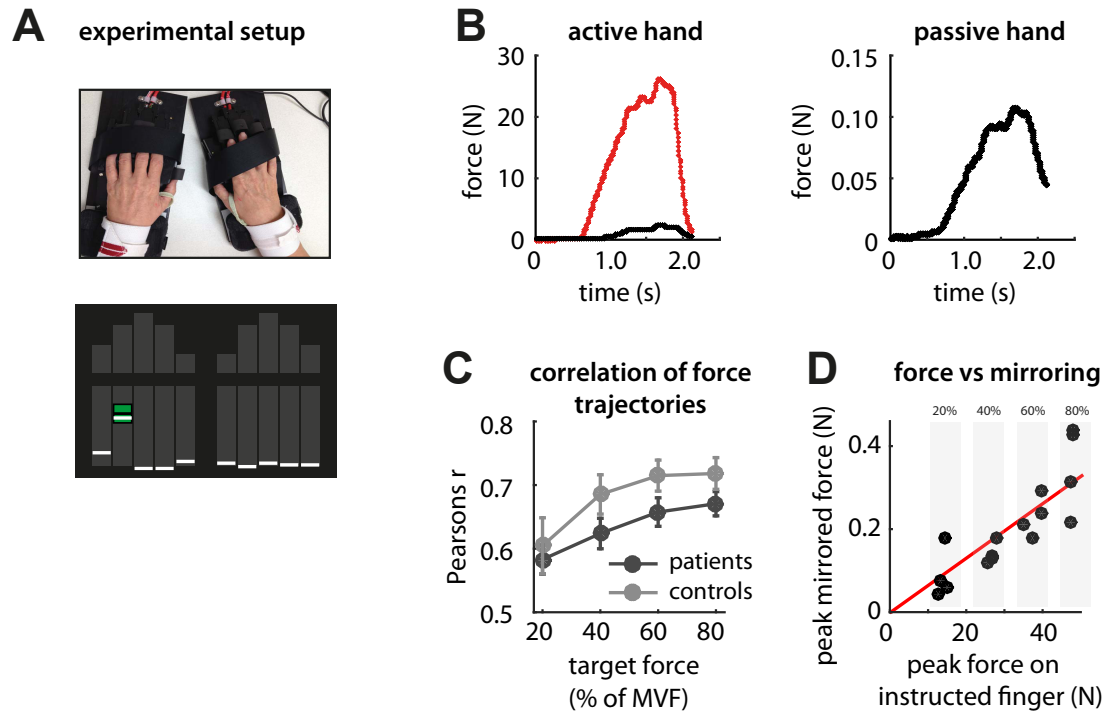 A experimental setup
B active hand
force (N)
30
20
10
0
0 1.0 2.0
time (s)
passive hand
force (N)
0.15
0.10
0.05
0
0 1.0 2.0
time (s)
C correlation of force
trajectories
Pearsons r
0.8
0.7
0.6
0.5
patients
controls
20 40 60 80
target force
(% of MVF)
D force vs mirroring
peak mirrored force (N)
20% 40% 60% 80%
0.4
0.2
0
0 20 40
peak force on
instructed finger (N)